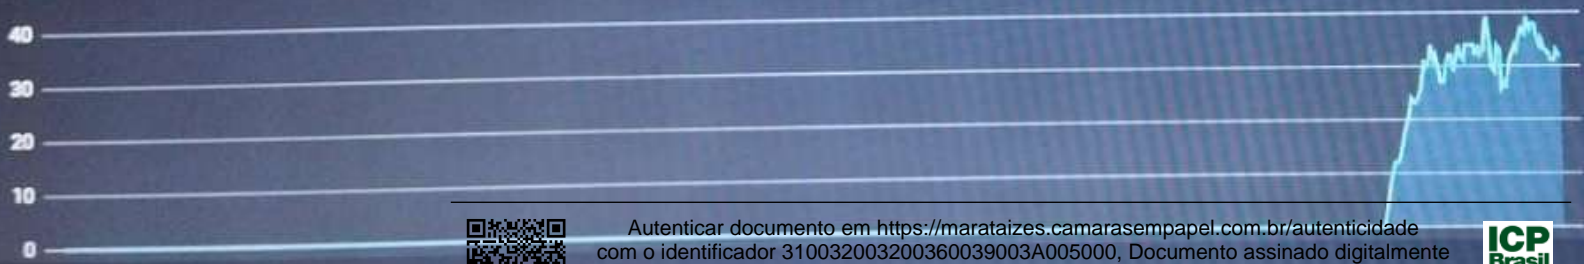 40
30
20
10
0
Autenticar documento em https://marataizes.camarasempapel.com.br/autenticidade
com o identificador 310032003200360039003A005000, Documento assinado digitalmente
ICP
Brasil